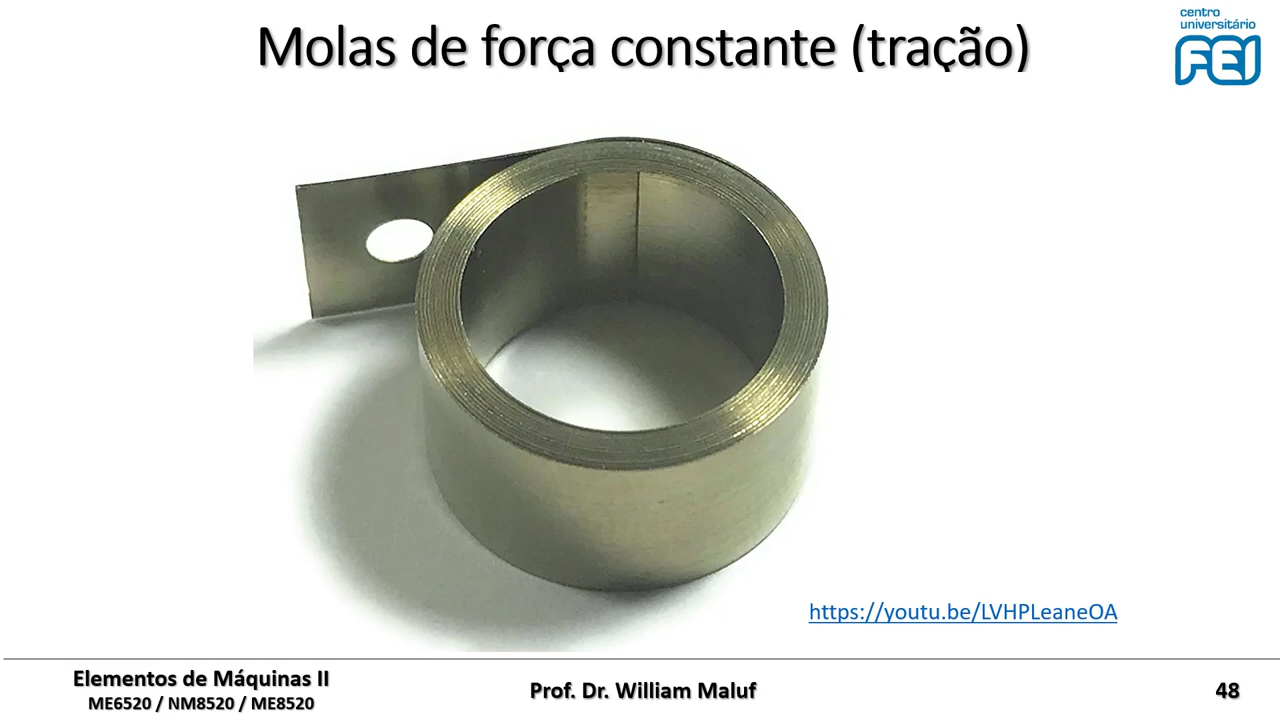 Molas de força constante (tração)
centro
universitário
FEI
https://youtu.be/LVHPLeaneOA
Elementos de Máquinas II
ME6520 / NM8520 / ME8520
Prof. Dr. William Maluf
48